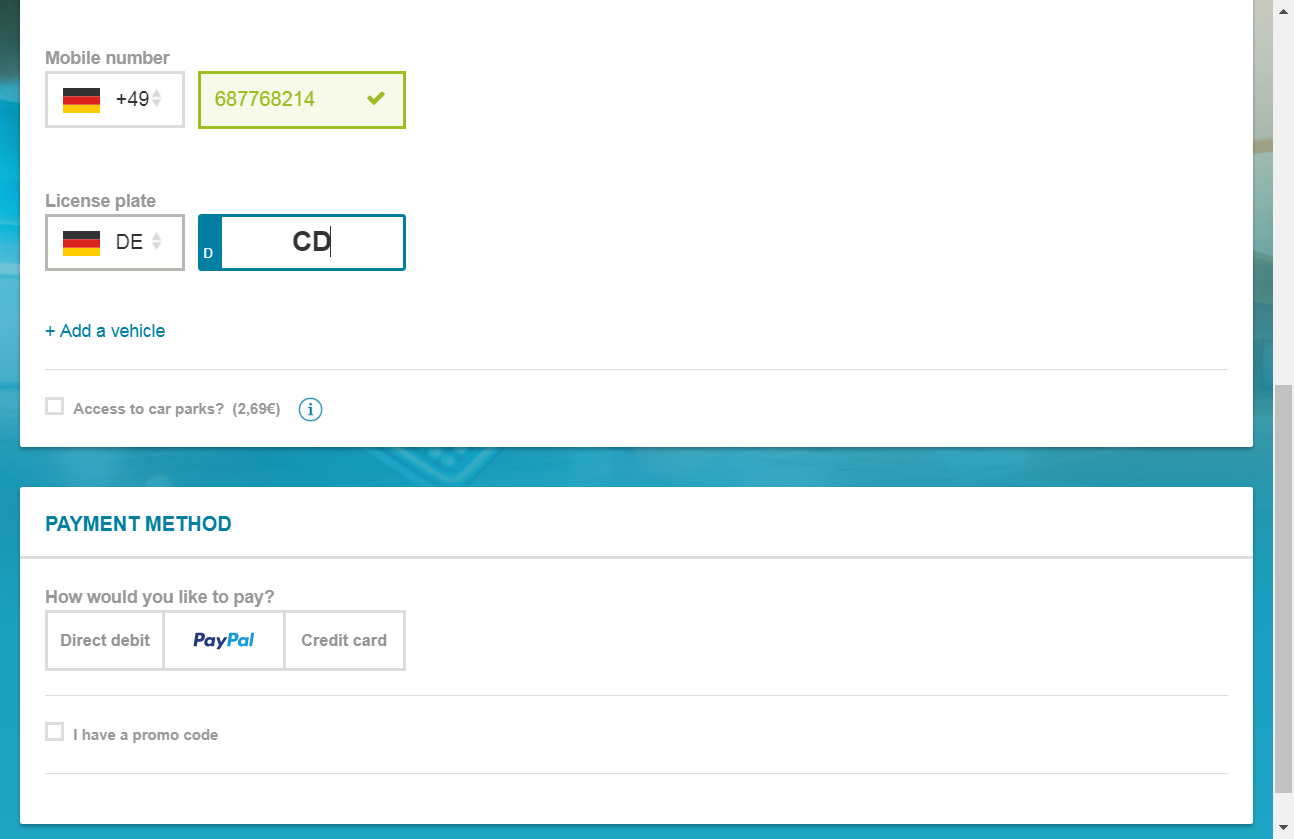 Mobile number
+49 687768214
License plate
DE D CD
+ Add a vehicle
Access to car parks? (2,69€) i
PAYMENT METHOD
How would you like to pay?
Direct debit PayPal Credit card
I have a promo code